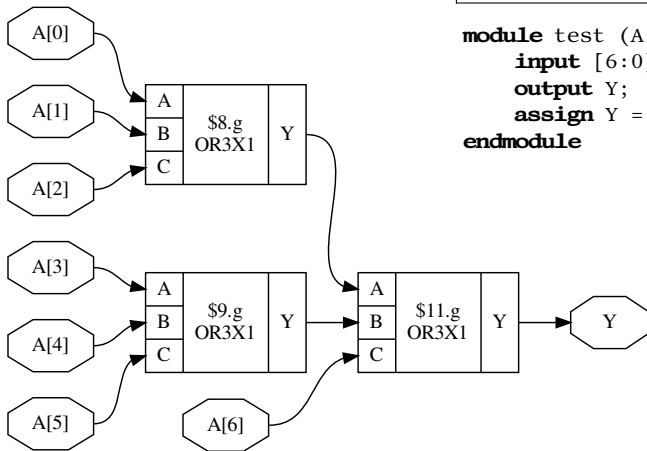 A[0]
A[1]
A[2]
A
B
C
$8.g
OR3X1
Y
module test (A
input [6:0]
output Y;
assign Y =
endmodule
A[3]
A[4]
A[5]
A
B
C
$9.g
OR3X1
Y
A[6]
A
B
C
$11.g
OR3X1
Y
Y